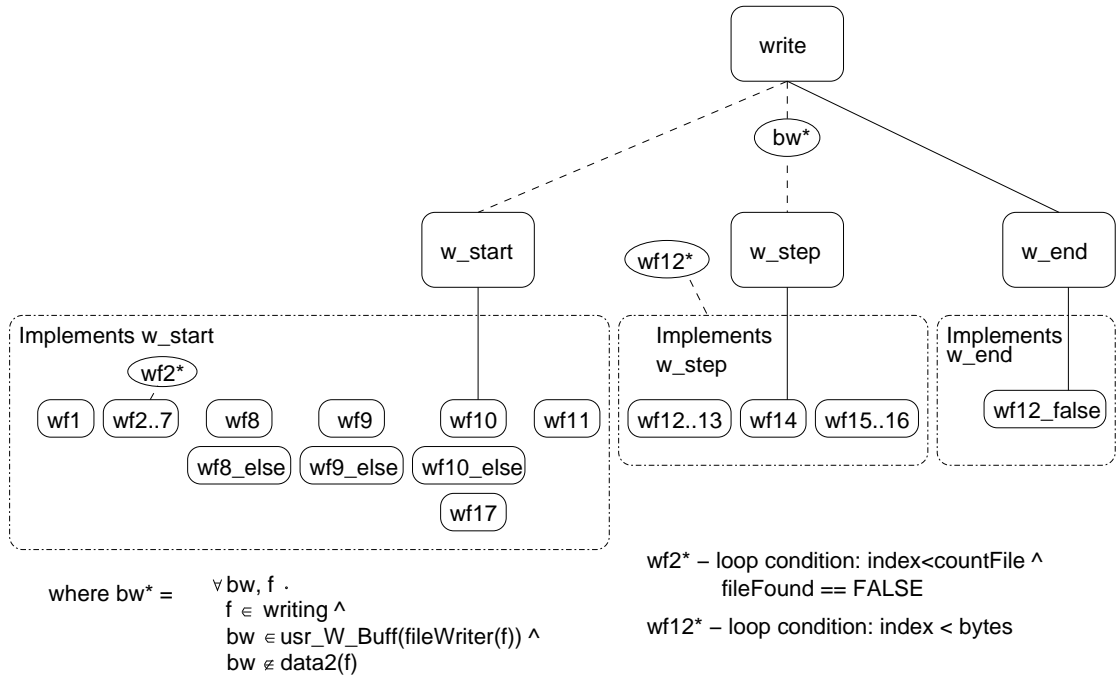 write
bw*
w_start
wf12*
w_step
w_end
Implements w_start
Implements
w_step
Implements
w_end
wf2*
wf1
wf2..7
wf8
wf9
wf10
wf11
wf12..13
wf14
wf15..16
wf12_false
wf8_else
wf9_else
wf10_else
wf17
where bw* =
∀ bw, f ·
f ∈ writing ^
bw ∈ usr_W_Buff(fileWriter(f)) ^
bw ∉ data2(f)
wf2* – loop condition: index<countFile ^
fileFound == FALSE
wf12* – loop condition: index < bytes